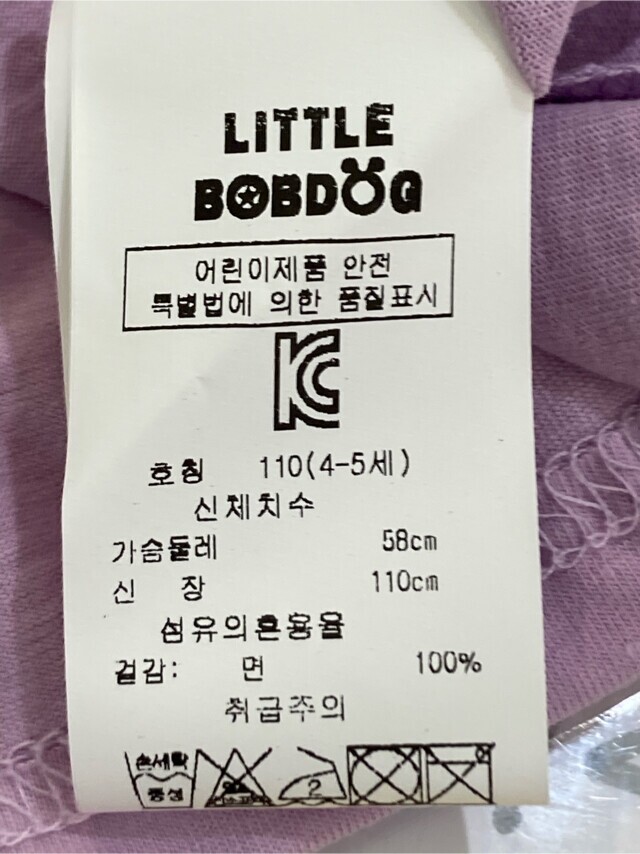 LITTLE
BOBDOG
어린이제품 안전
특별법에 의한 품질표시
KC
호칭 110(4-5세)
신체치수
가슴둘레 58cm
신 장 110cm
섬유의혼용율
겉감: 면 100%
취급주의
손세탁
중성
2